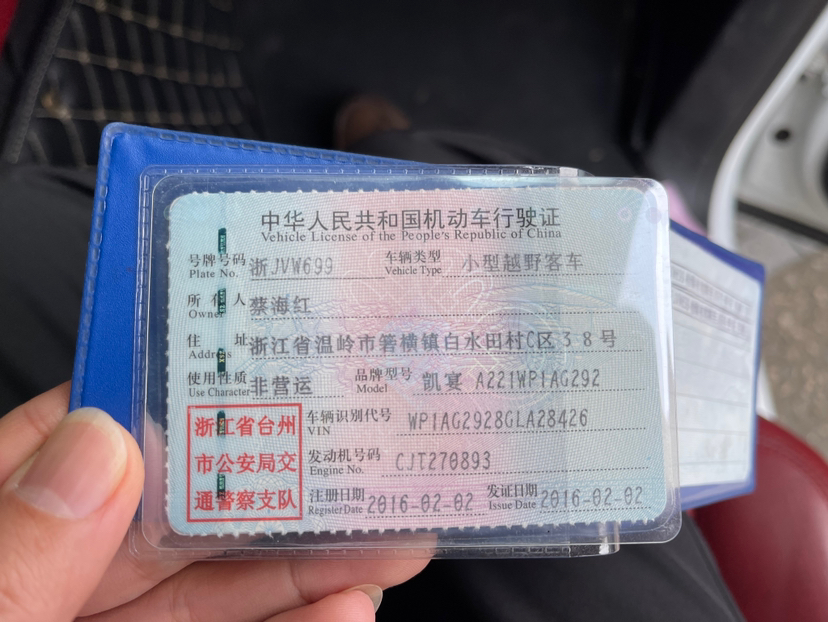 中华人民共和国机动车行驶证
Vehicle License of the People's Republic of China
号牌号码 浙JVW699 车辆类型 小型越野客车
Plate No. Vehicle Type
所有人 蔡海红
Owner
住址 浙江省温岭市箬横镇白水田村C区38号
Address
使用性质 非营运 品牌型号 凯宴 A221WP1AG292
Use Character Model
浙江省台州
市公安局交
通警察支队
车辆识别代号 WP1AG2928GLA28426
VIN
发动机号码 CJT270893
Engine No.
注册日期 2016-02-02 发证日期 2016-02-02
Register Date Issue Date